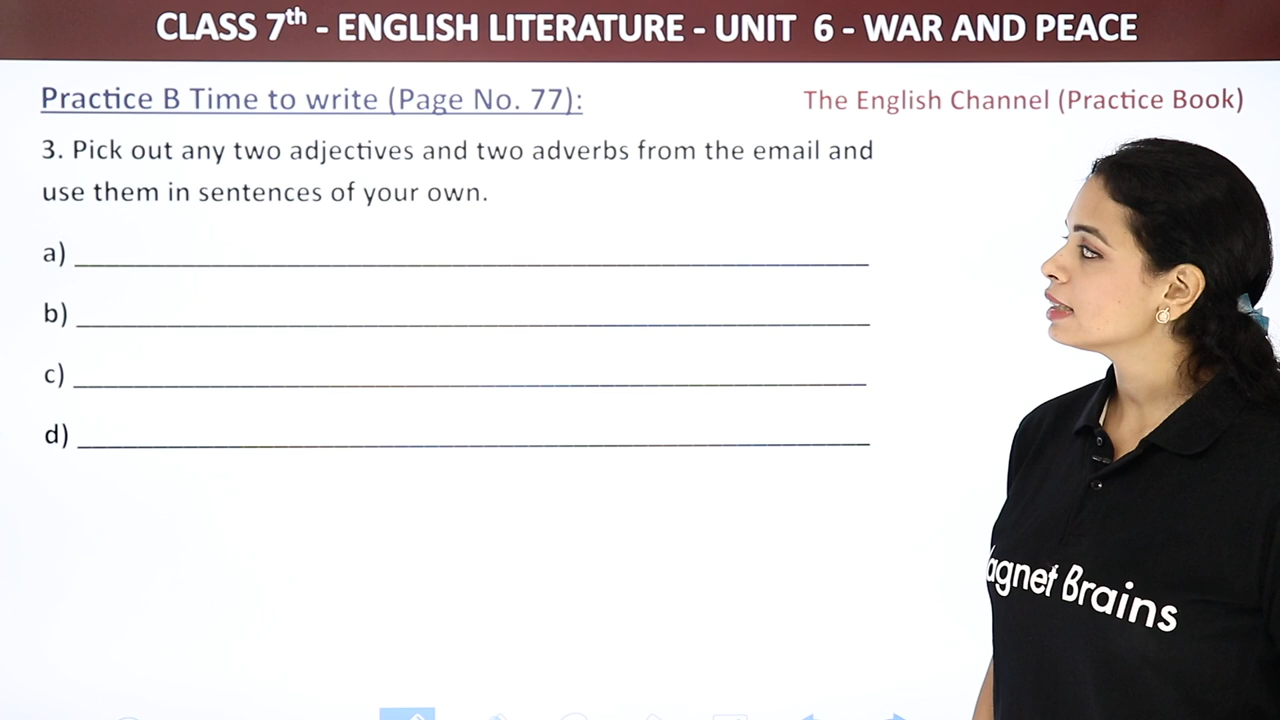 CLASS 7th - ENGLISH LITERATURE - UNIT 6 - WAR AND PEACE
Practice B Time to write (Page No. 77):
The English Channel (Practice Book)
3. Pick out any two adjectives and two adverbs from the email and
use them in sentences of your own.
a)
b)
c)
d)
agnet Brains